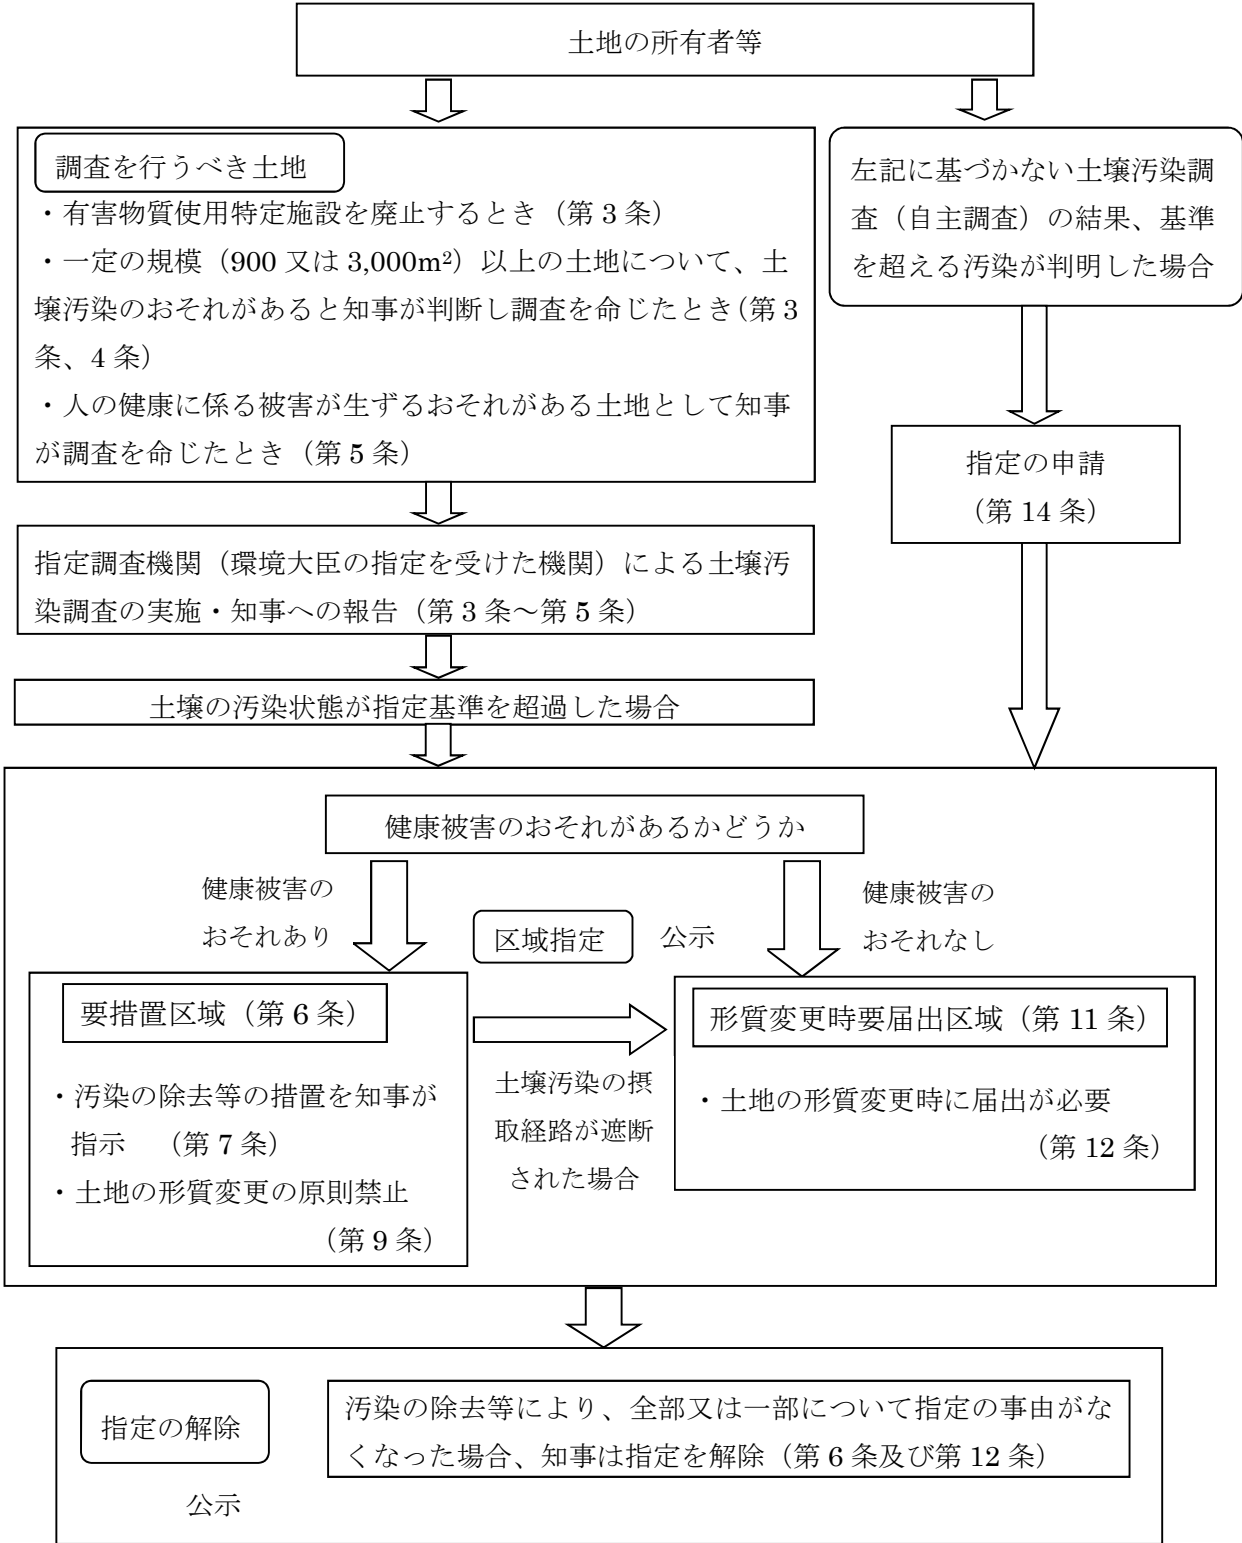 土地の所有者等
調査を行うべき土地
・有害物質使用特定施設を廃止するとき（第 3 条）
・一定の規模（900 又は 3,000m²）以上の土地について、土
壌汚染のおそれがあると知事が判断し調査を命じたとき（第 3
条、4 条）
・人の健康に係る被害が生ずるおそれがある土地として知事
が調査を命じたとき（第 5 条）
左記に基づかない土壌汚染調
査（自主調査）の結果、基準
を超える汚染が判明した場合
指定の申請
（第 14 条）
指定調査機関（環境大臣の指定を受けた機関）による土壌汚
染調査の実施・知事への報告（第 3 条～第 5 条）
土壌の汚染状態が指定基準を超過した場合
健康被害のおそれがあるかどうか
健康被害の
おそれあり
区域指定
公示
健康被害の
おそれなし
要措置区域（第 6 条）
・汚染の除去等の措置を知事が
指示　（第 7 条）
・土地の形質変更の原則禁止
（第 9 条）
土壌汚染の摂
取経路が遮断
された場合
形質変更時要届出区域（第 11 条）
・土地の形質変更時に届出が必要
（第 12 条）
指定の解除
汚染の除去等により、全部又は一部について指定の事由がな
くなった場合、知事は指定を解除（第 6 条及び第 12 条）
公示